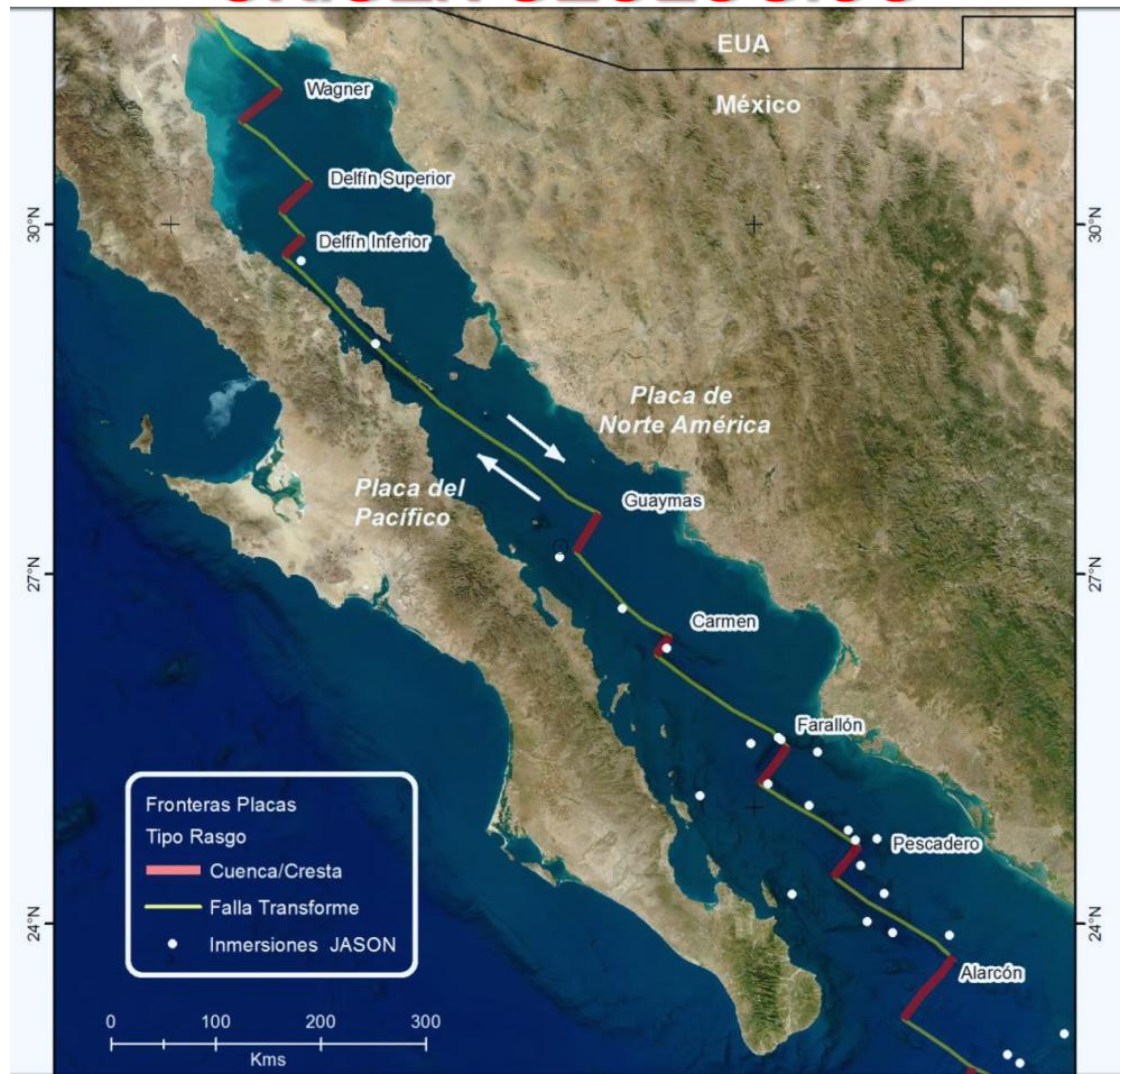 EUA
México
Wagner
Delfín Superior
Delfín Inferior
30°N
30°N
Placa de
Norte América
Placa del
Pacífico
Guaymas
27°N
27°N
Carmen
Farallón
Pescadero
Fronteras Placas
Tipo Rasgo
Cuenca/Cresta
Falla Transforme
Inmersiones JASON
24°N
24°N
Alarcón
0 100 200 300
Kms